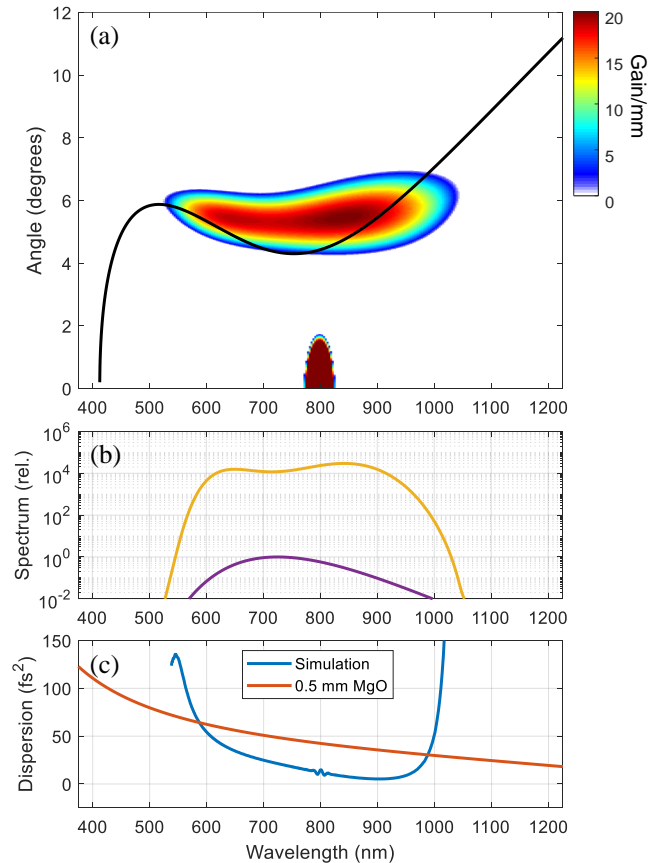 (a)
12
10
8
6
4
2
0
Angle (degrees)
400 500 600 700 800 900 1000 1100 1200
20
15
10
5
0
Gain/mm
(b)
10^6
10^4
10^2
10^0
10^-2
Spectrum (rel.)
400 500 600 700 800 900 1000 1100 1200
(c)
150
100
50
0
Dispersion (fs^2)
Simulation
0.5 mm MgO
400 500 600 700 800 900 1000 1100 1200
Wavelength (nm)